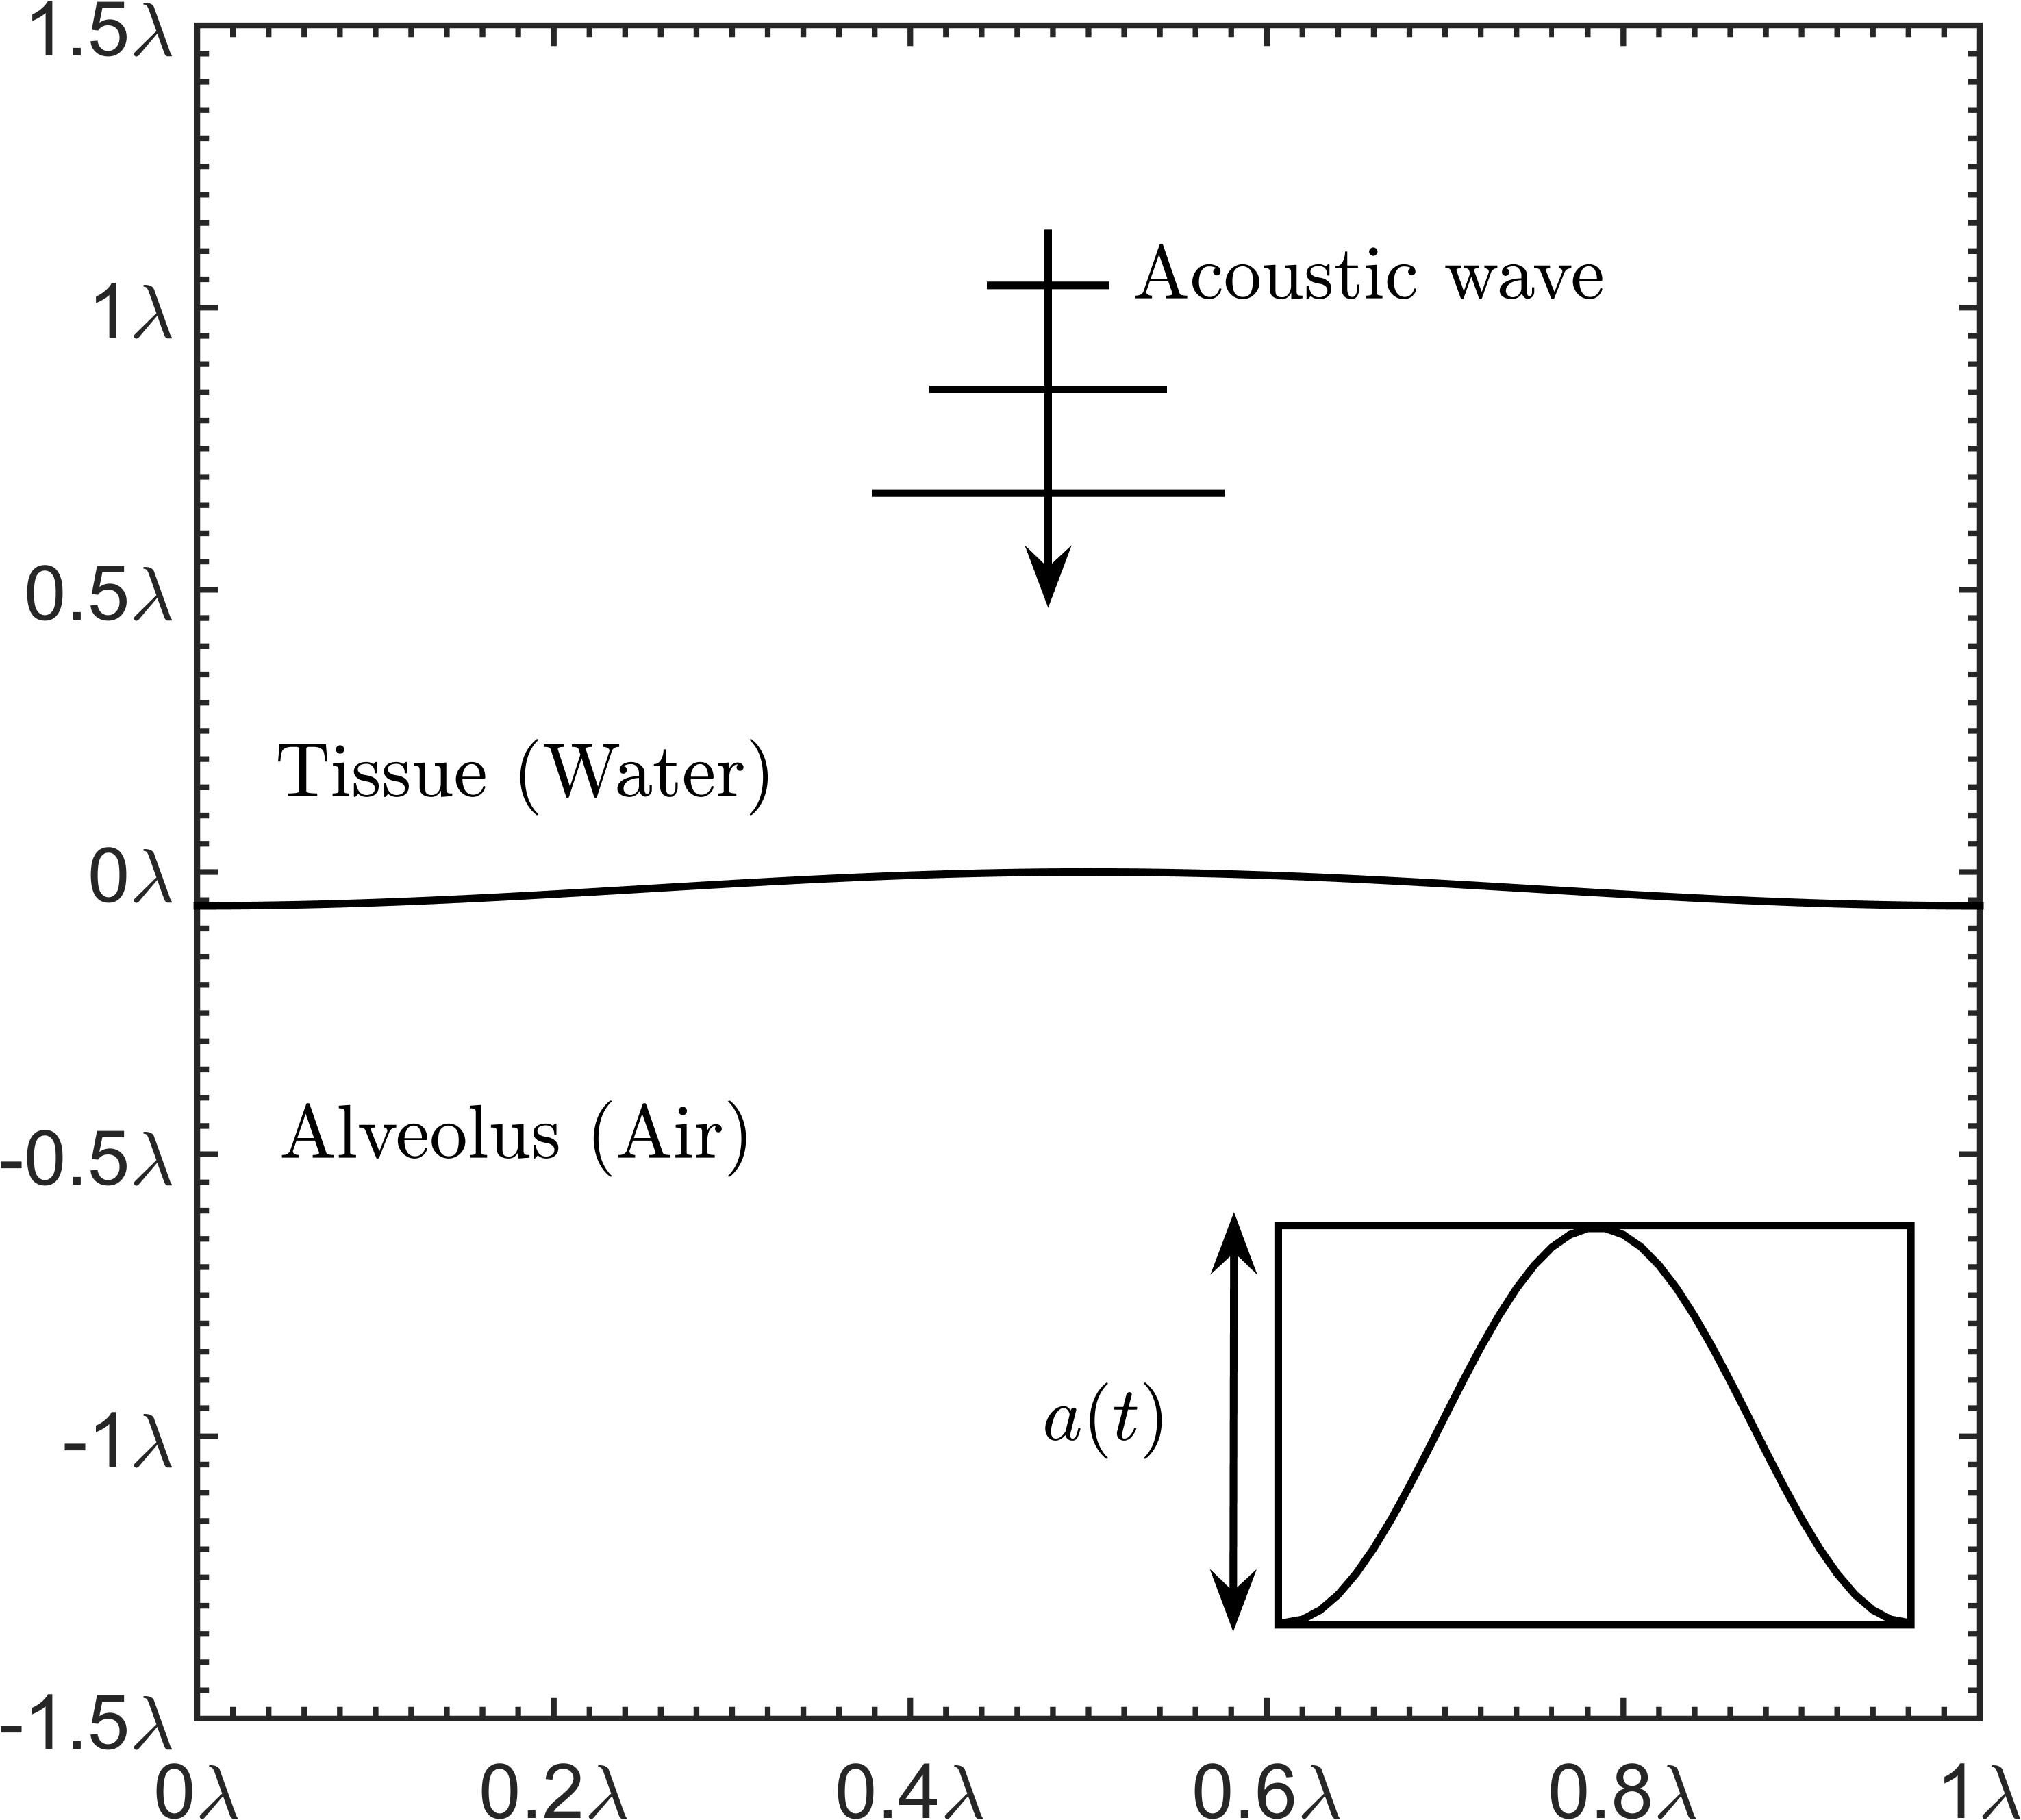 1.5λ
Acoustic wave
1λ
0.5λ
Tissue (Water)
0λ
Alveolus (Air)
-0.5λ
a(t)
-1λ
-1.5λ
0λ 0.2λ 0.4λ 0.6λ 0.8λ 1λ